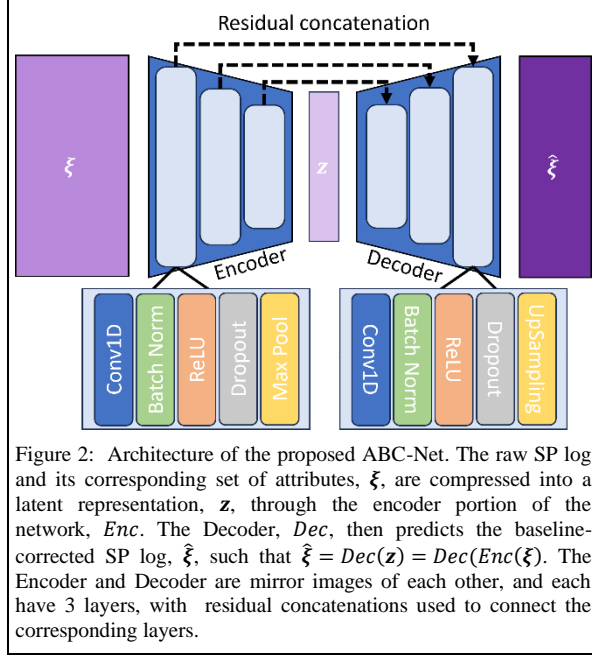 Residual concatenation
ξ
z
ξ̂
Encoder
Decoder
Conv1D
Batch Norm
ReLU
Dropout
Max Pool
Conv1D
Batch Norm
ReLU
Dropout
UpSampling
Figure 2: Architecture of the proposed ABC-Net. The raw SP log
and its corresponding set of attributes, ξ, are compressed into a
latent representation, z, through the encoder portion of the
network, Enc. The Decoder, Dec, then predicts the baseline-
corrected SP log, ξ̂, such that ξ̂ = Dec(z) = Dec(Enc(ξ). The
Encoder and Decoder are mirror images of each other, and each
have 3 layers, with residual concatenations used to connect the
corresponding layers.